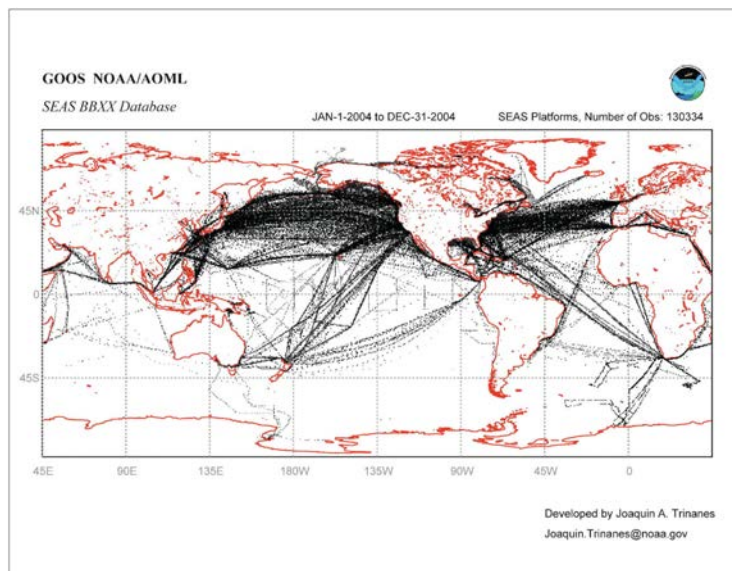 GOOS NOAA/AOML
SEAS BBXX Database
JAN-1-2004 to DEC-31-2004 SEAS Platforms, Number of Obs: 130334
45N
0
45S
45E 90E 135E 180W 135W 90W 45W 0
Developed by Joaquin A. Trinanes
Joaquin.Trinanes@noaa.gov